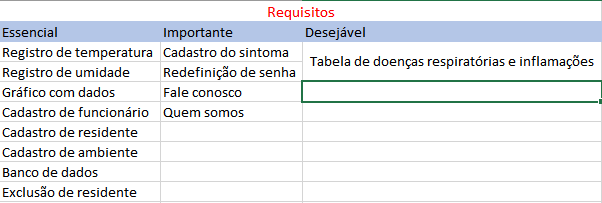 Requisitos
Essencial Importante Desejável
Registro de temperatura Cadastro do sintoma Tabela de doenças respiratórias e inflamações
Registro de umidade Redefinição de senha
Gráfico com dados Fale conosco
Cadastro de funcionário Quem somos
Cadastro de residente
Cadastro de ambiente
Banco de dados
Exclusão de residente